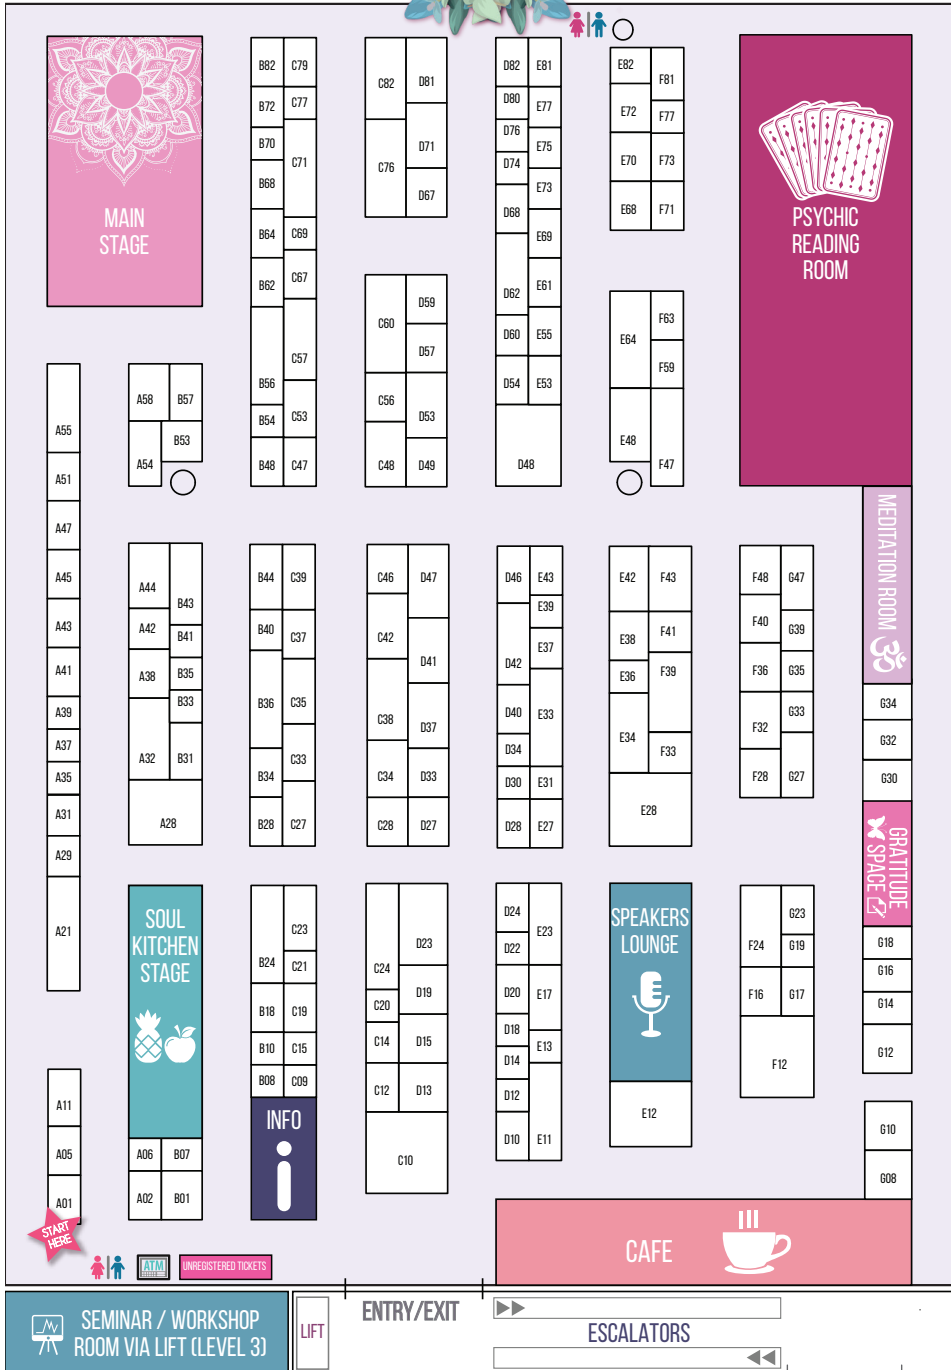 B82 C79
C82 D81
D82 E81
E82 F81
B72 C77
D80 E77
E72 F77
B70 C71
C76 D71
D76 E75
B68
D74
E70 F73
D67
E73
D68
E68 F71
MAIN
STAGE
B64 C69
E69
PSYCHIC
READING
ROOM
B62 C67
D62 E61
C60 D59
E64 F63
D60 E55
D57
C57
F59
B56
D54 E53
A58 B57
C56 D53
B54 C53
A55
B53
E48
A54
B48 C47
C48 D49
D48
F47
A51
A47
MEDITATION ROOM
A45
A44
B43
B44 C39
C46 D47
D46 E43
E42 F43
F48 G47
E39
A43
A42
B41
B40 C37
C42
E37
E38 F41
F40 G39
A41
A38 B35
D41
D42
E36 F39
F36 G35
B36 C35
B33
G34
A39
C38 D37
D40 E33
F32 G33
A37
A32 B31
C33
D34
E34 F33
G32
A35
B34
C34 D33
D30 E31
F28 G27
G30
A31
A28
B28 C27
C28 D27
D28 E27
E28
A29
GRATITUDE
SPACE
A21
SOUL
KITCHEN
STAGE
C23
D24 E23
SPEAKERS
LOUNGE
G23
B24 C21
D23
D22
F24 G19
G18
C24
G16
D20 E17
F16 G17
C20 D19
G14
B18 C19
D18
C14 D15
E13
G12
B10 C15
D14
F12
B08 C09
C12 D13
D12
A11
INFO
E12
G10
D10 E11
A05
A06 B07
C10
G08
A01
A02 B01
START
HERE
CAFE
ATM
UNREGISTERED TICKETS
SEMINAR / WORKSHOP
ROOM VIA LIFT (LEVEL 3)
LIFT
ENTRY/EXIT
ESCALATORS